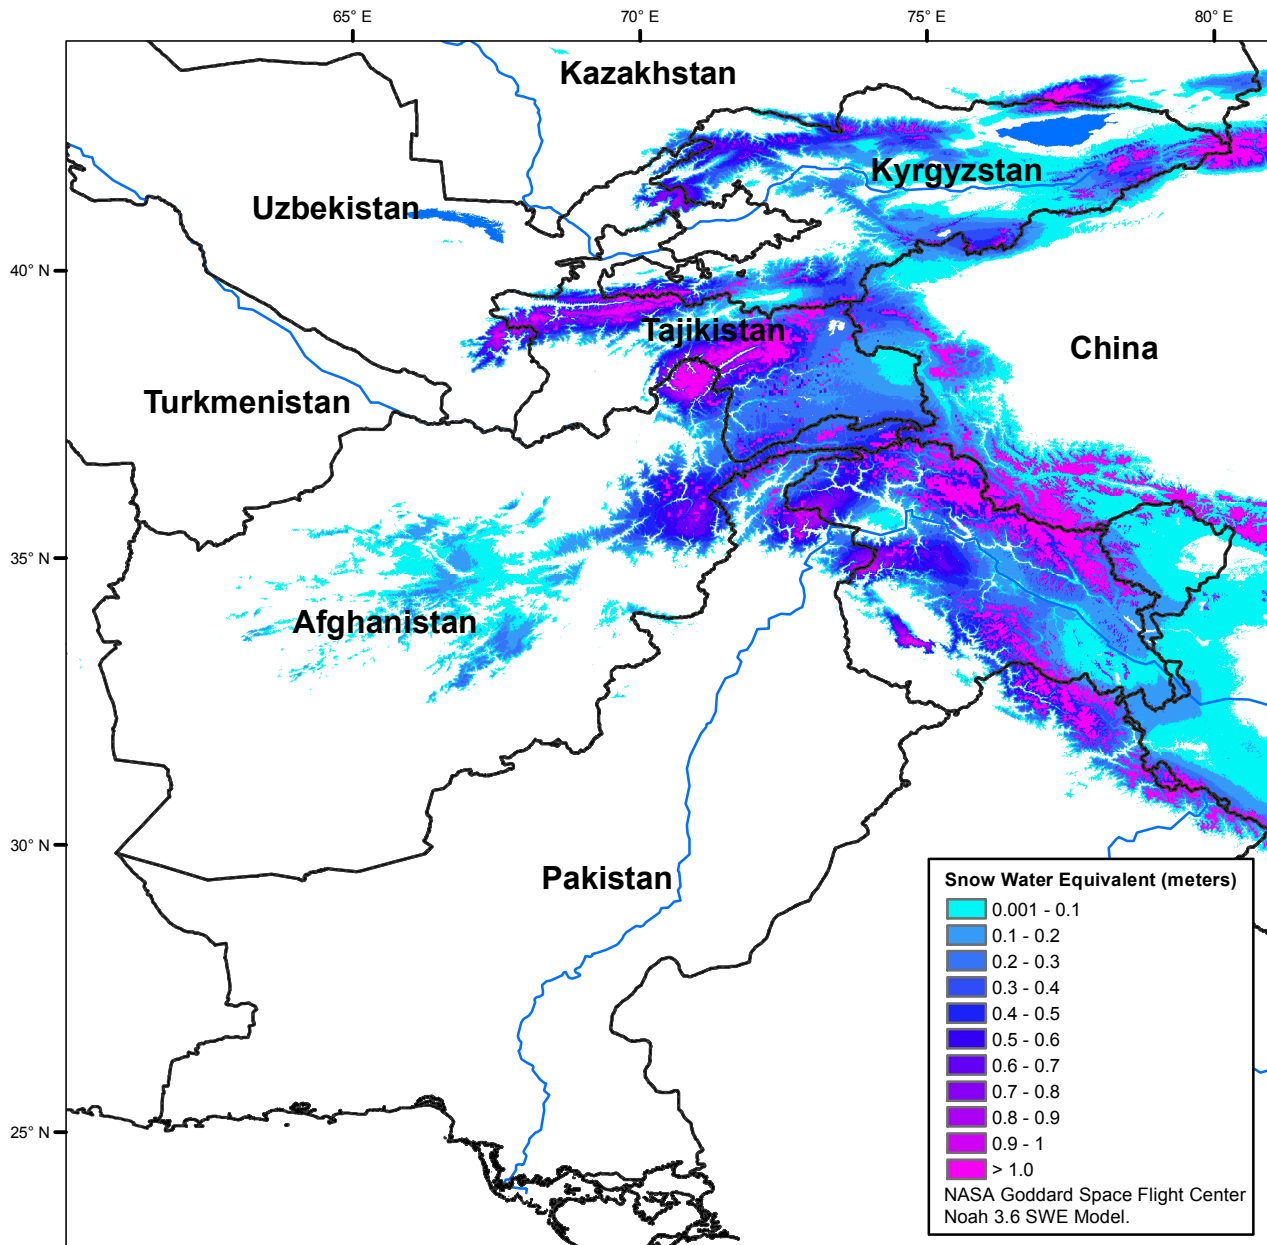 65° E
70° E
75° E
80° E
Kazakhstan
Kyrgyzstan
Uzbekistan
40° N
Tajikistan
China
Turkmenistan
35° N
Afghanistan
30° N
Pakistan
25° N
Snow Water Equivalent (meters)
0.001 - 0.1
0.1 - 0.2
0.2 - 0.3
0.3 - 0.4
0.4 - 0.5
0.5 - 0.6
0.6 - 0.7
0.7 - 0.8
0.8 - 0.9
0.9 - 1
> 1.0
NASA Goddard Space Flight Center
Noah 3.6 SWE Model.